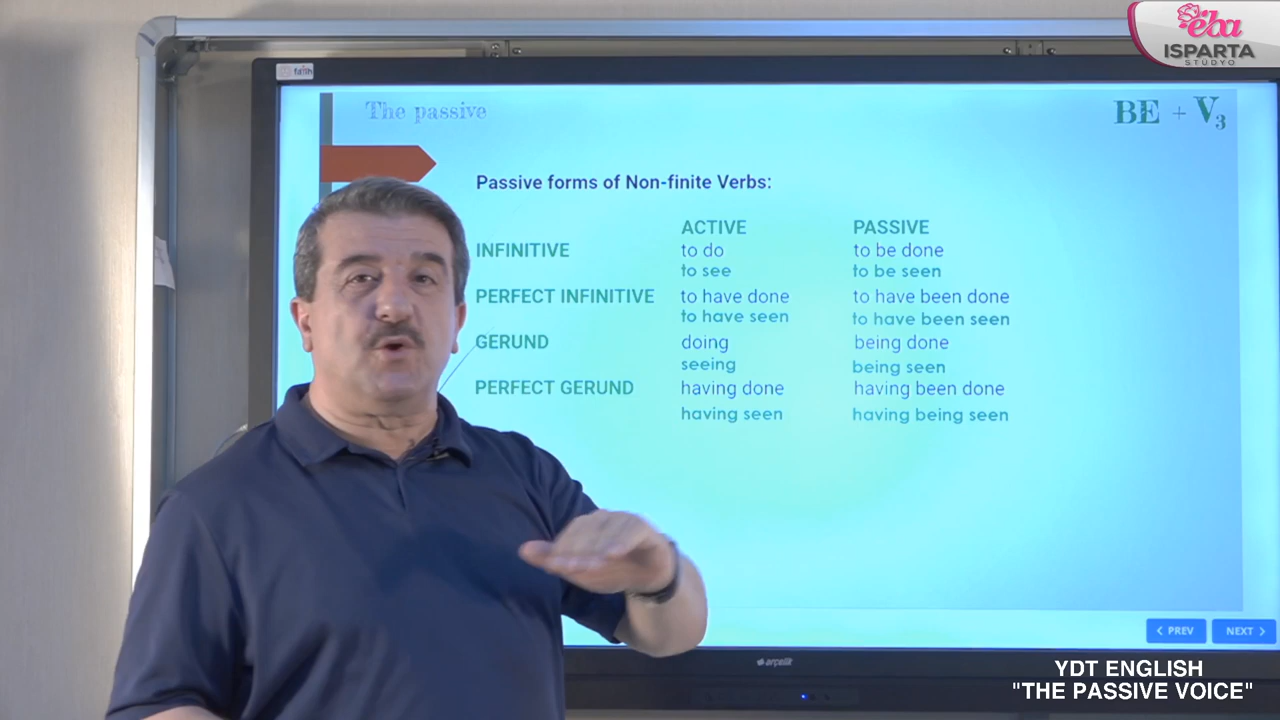 eba
ISPARTA
STÜDYO
fatih
The passive
BE + V3
Passive forms of Non-finite Verbs:
ACTIVE PASSIVE
INFINITIVE to do to be done
to see to be seen
PERFECT INFINITIVE to have done to have been done
to have seen to have been seen
GERUND doing being done
seeing being seen
PERFECT GERUND having done having been done
having seen having being seen
PREV NEXT
arçelik
YDT ENGLISH
"THE PASSIVE VOICE"